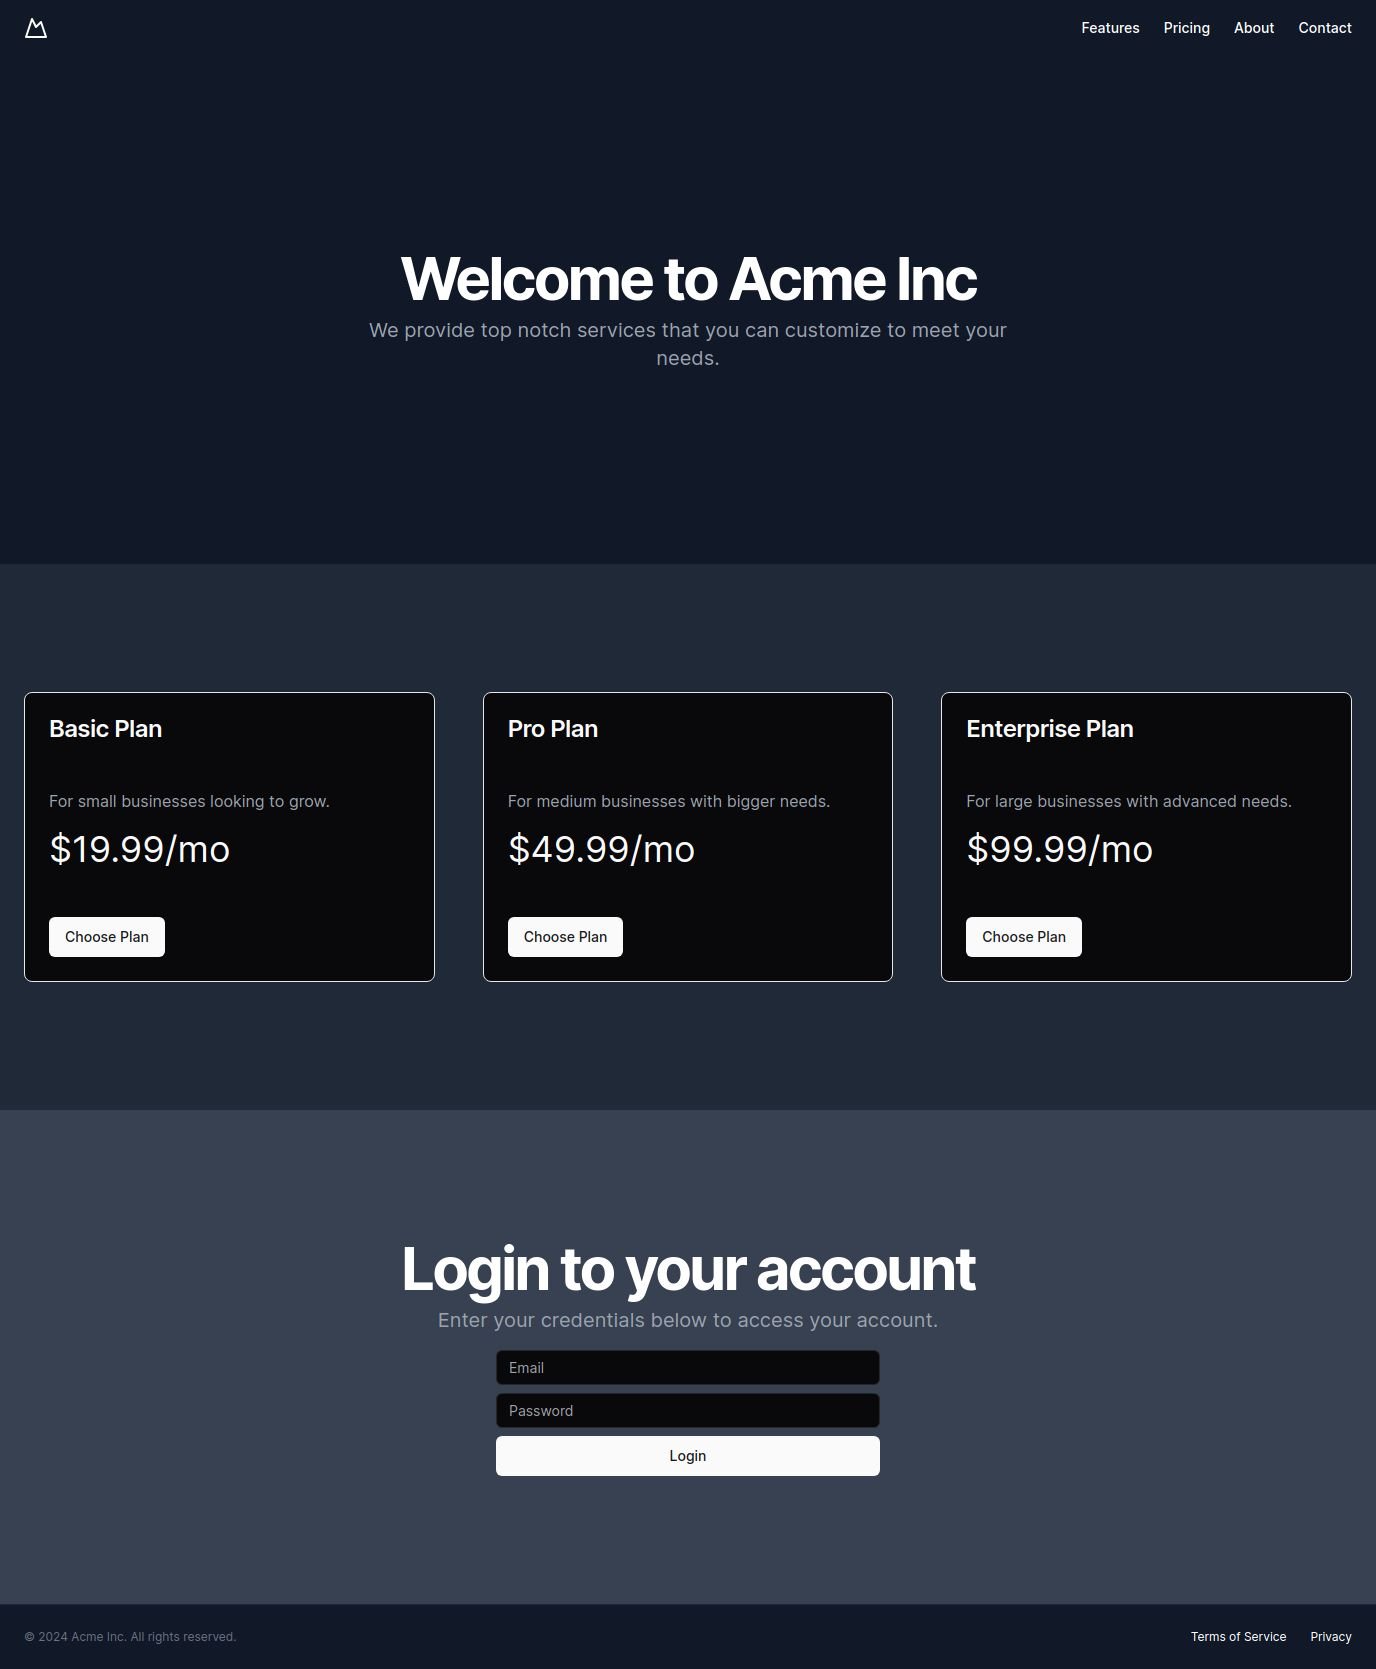 Features Pricing About Contact
Welcome to Acme Inc
We provide top notch services that you can customize to meet your
needs.
Basic Plan
For small businesses looking to grow.
$19.99/mo
Choose Plan
Pro Plan
For medium businesses with bigger needs.
$49.99/mo
Choose Plan
Enterprise Plan
For large businesses with advanced needs.
$99.99/mo
Choose Plan
Login to your account
Enter your credentials below to access your account.
Email
Password
Login
© 2024 Acme Inc. All rights reserved.
Terms of Service Privacy